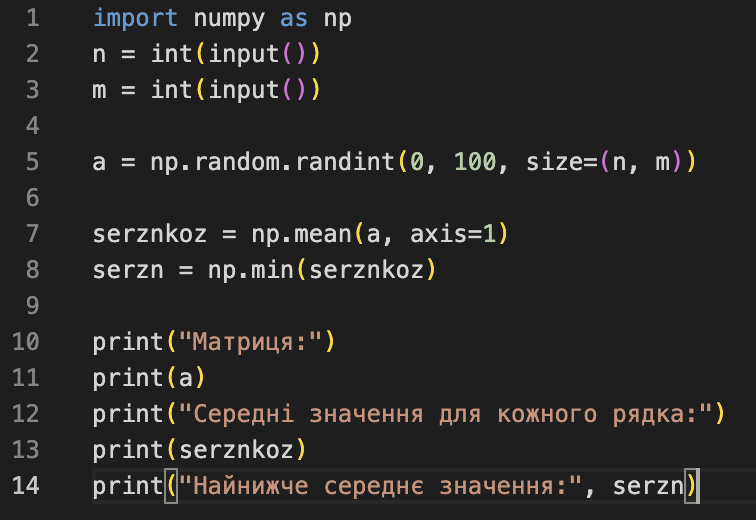 1 import numpy as np
2 n = int(input())
3 m = int(input())
4
5 a = np.random.randint(0, 100, size=(n, m))
6
7 serznkoz = np.mean(a, axis=1)
8 serzn = np.min(serznkoz)
9
10 print("Матриця:")
11 print(a)
12 print("Середні значення для кожного рядка:")
13 print(serznkoz)
14 print("Найнижче середнє значення:", serzn)